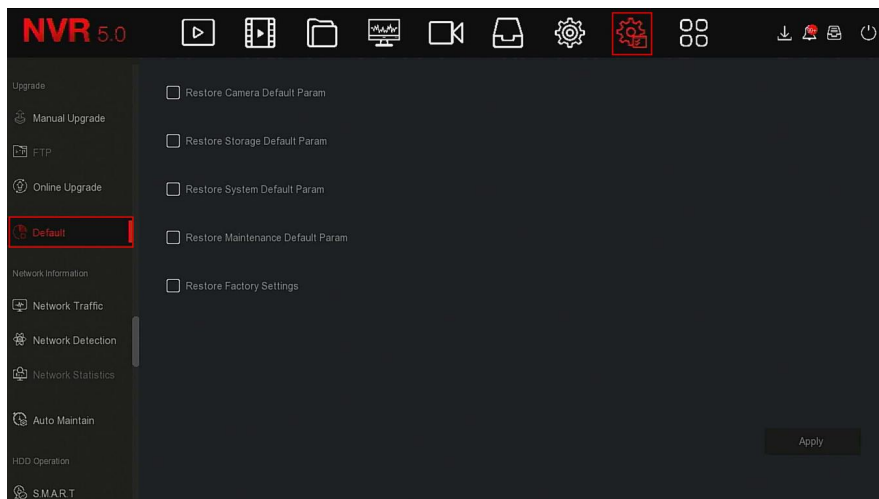 NVR 5.0
Upgrade
Manual Upgrade
FTP
Online Upgrade
Default
Network Information
Network Traffic
Network Detection
Network Statistics
Auto Maintain
HDD Operation
S.M.A.R.T
Restore Camera Default Param
Restore Storage Default Param
Restore System Default Param
Restore Maintenance Default Param
Restore Factory Settings
Apply